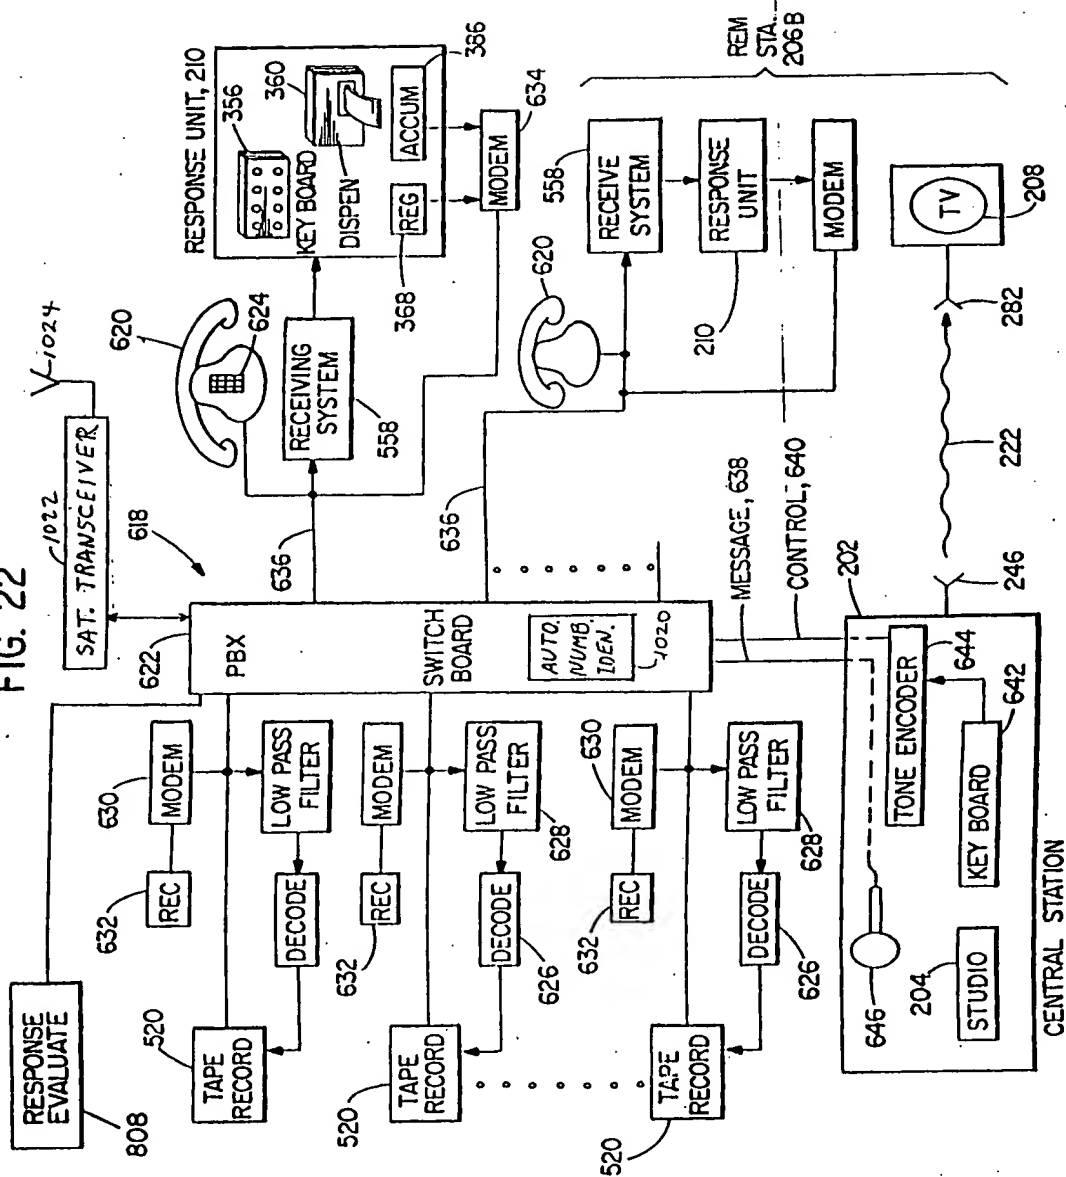 FIG. 22
1022
SAT. TRANSCEIVER
1024
618
620
624
RECEIVING
SYSTEM
558
636
RESPONSE UNIT, 210
356
KEY BOARD
360
DISPEN
REG
368
ACCUM
386
MODEM
634
REM
STA.
206B
558
RECEIVE
SYSTEM
620
RESPONSE
UNIT
210
MODEM
636
622
PBX
SWITCH
BOARD
AUTO.
NUMB.
IDEN.
1020
MESSAGE, 638
CONTROL, 640
TV
208
282
222
246
202
TONE ENCODER
644
KEY BOARD
642
646
204
STUDIO
CENTRAL STATION
RESPONSE
EVALUATE
808
630
MODEM
632
REC
LOW PASS
FILTER
DECODE
520
TAPE
RECORD
MODEM
REC
632
LOW PASS
FILTER
628
DECODE
626
TAPE
RECORD
520
630
MODEM
REC
632
LOW PASS
FILTER
628
DECODE
626
TAPE
RECORD
520